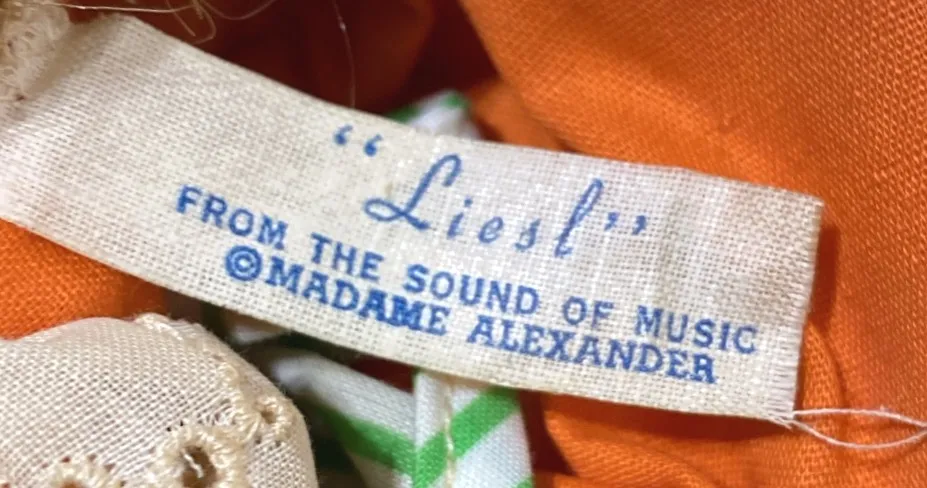 “Liesl”
FROM THE SOUND OF MUSIC
©MADAME ALEXANDER